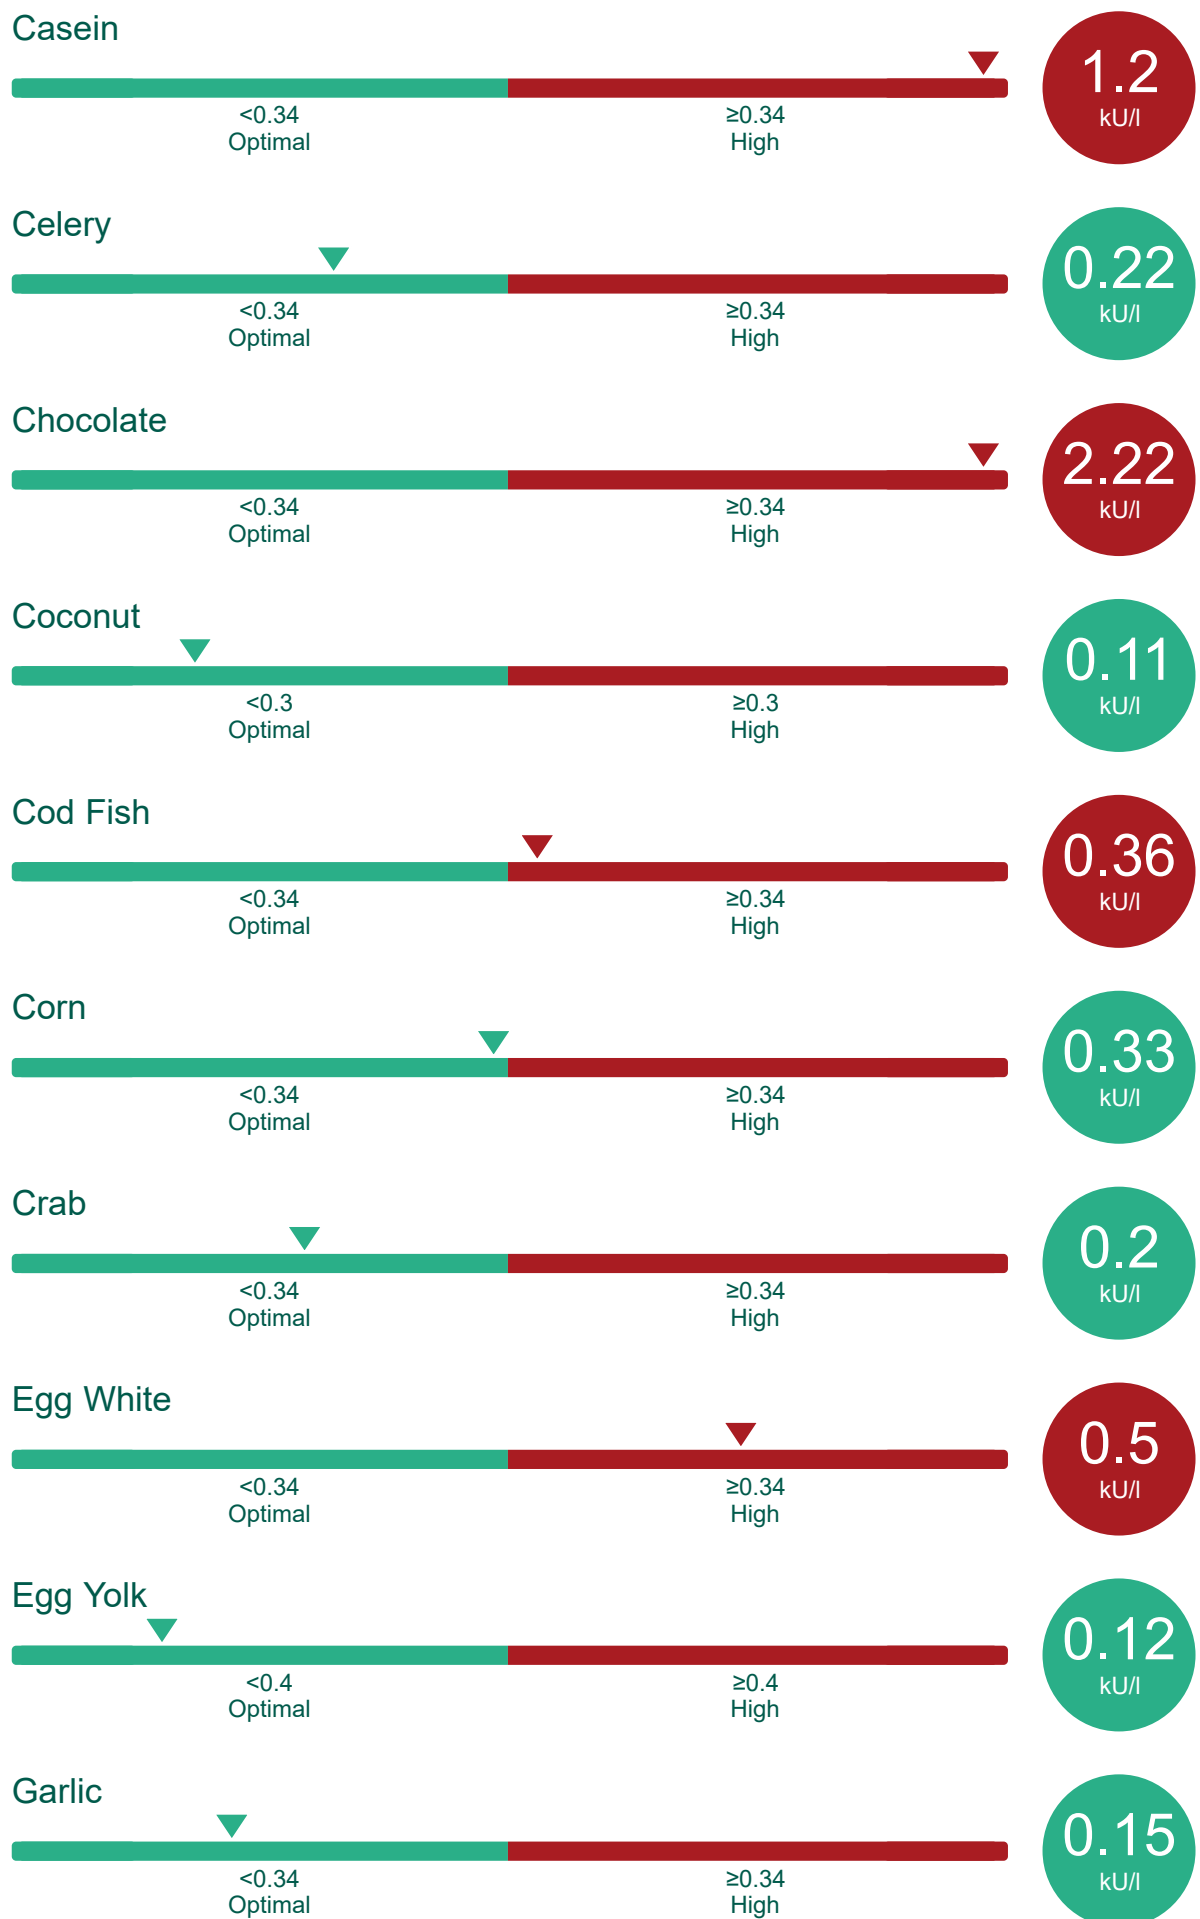 Casein
1.2
kU/l
<0.34 ≥0.34
Optimal High
Celery
0.22
kU/l
<0.34 ≥0.34
Optimal High
Chocolate
2.22
kU/l
<0.34 ≥0.34
Optimal High
Coconut
0.11
kU/l
<0.3 ≥0.3
Optimal High
Cod Fish
0.36
kU/l
<0.34 ≥0.34
Optimal High
Corn
0.33
kU/l
<0.34 ≥0.34
Optimal High
Crab
0.2
kU/l
<0.34 ≥0.34
Optimal High
Egg White
0.5
kU/l
<0.34 ≥0.34
Optimal High
Egg Yolk
0.12
kU/l
<0.4 ≥0.4
Optimal High
Garlic
0.15
kU/l
<0.34 ≥0.34
Optimal High